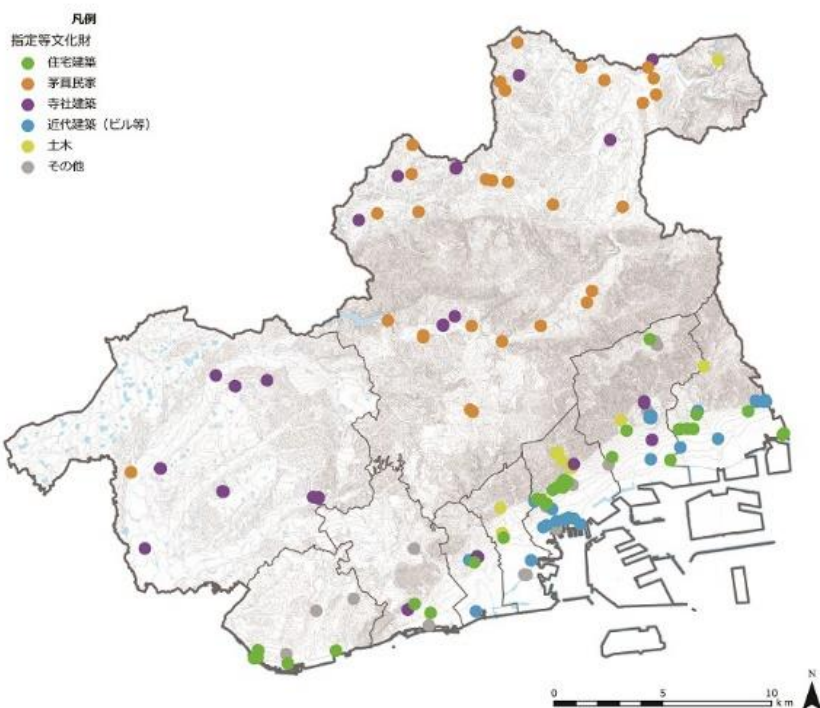 凡例
指定等文化財
住宅建築
茅葺民家
寺社建築
近代建築（ビル等）
土木
その他
N
0 5 10
km